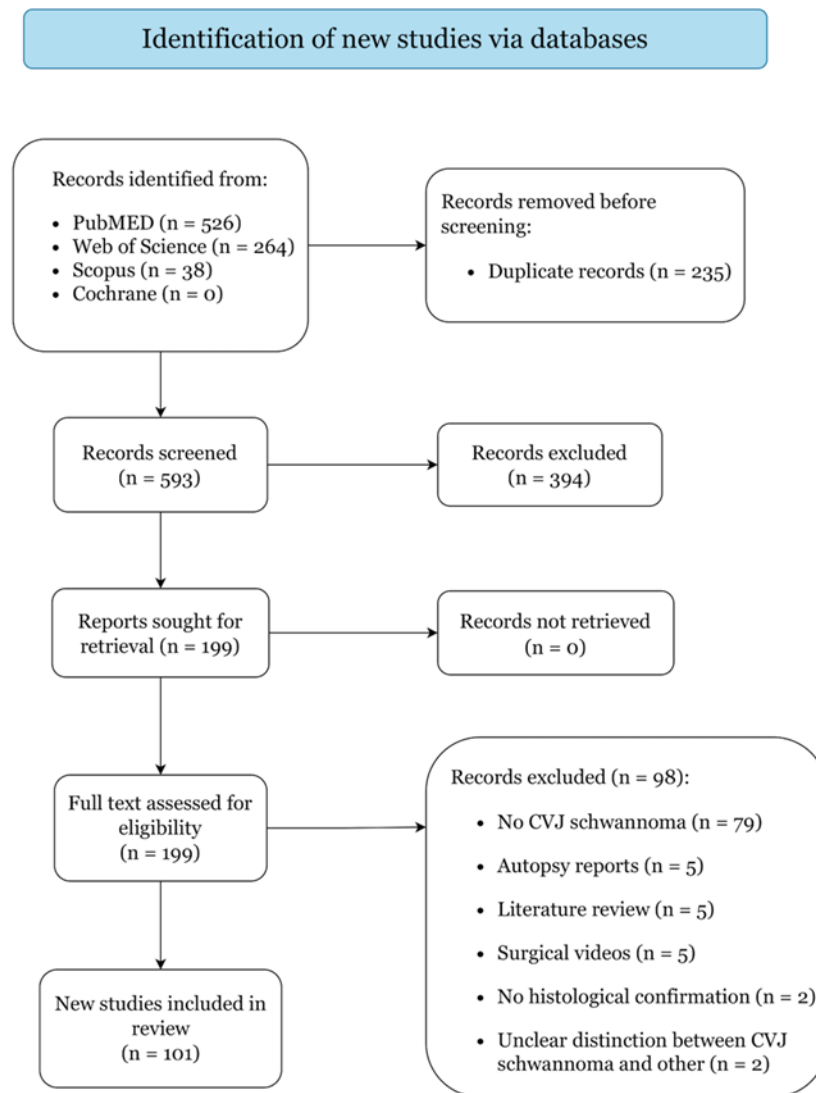 Identification of new studies via databases
Records identified from:
• PubMED (n = 526)
• Web of Science (n = 264)
• Scopus (n = 38)
• Cochrane (n = 0)
Records removed before
screening:
• Duplicate records (n = 235)
Records screened
(n = 593)
Records excluded
(n = 394)
Reports sought for
retrieval (n = 199)
Records not retrieved
(n = 0)
Full text assessed for
eligibility
(n = 199)
Records excluded (n = 98):
• No CVJ schwannoma (n = 79)
• Autopsy reports (n = 5)
• Literature review (n = 5)
• Surgical videos (n = 5)
• No histological confirmation (n = 2)
• Unclear distinction between CVJ
schwannoma and other (n = 2)
New studies included in
review
(n = 101)